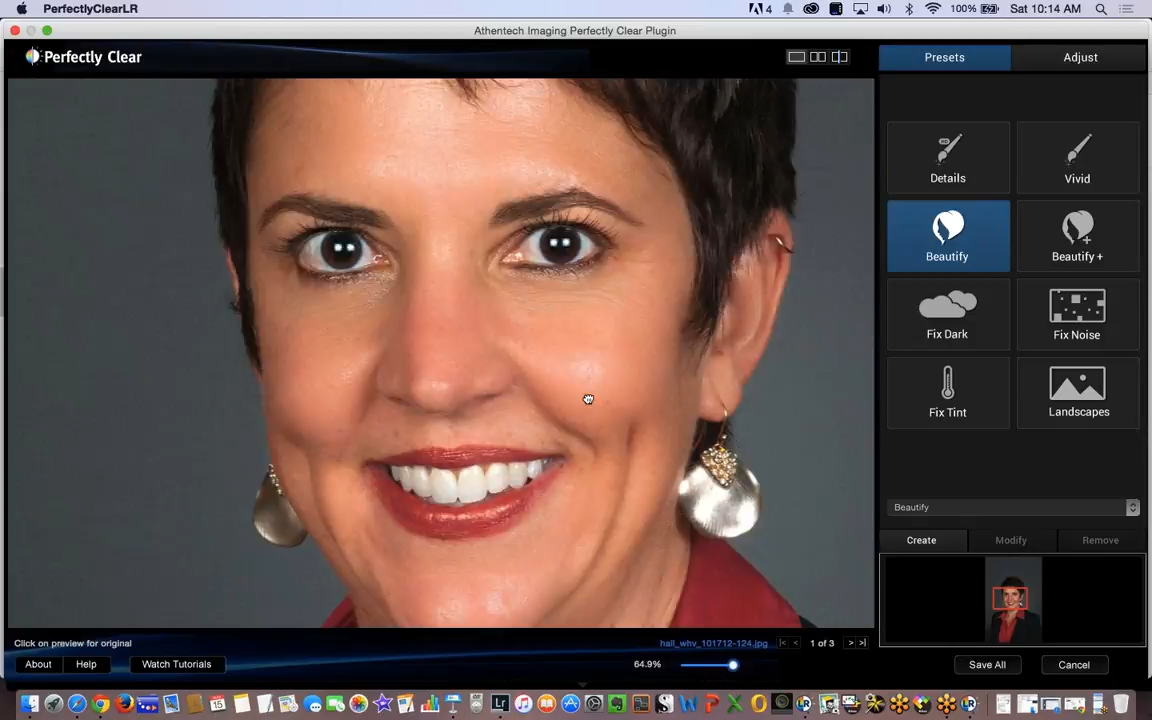 PerfectlyClearLR
4
100%
Sat 10:14 AM
Athentech Imaging Perfectly Clear Plugin
Perfectly Clear
Presets
Adjust
Details
Vivid
Beautify
Beautify +
Fix Dark
Fix Noise
Fix Tint
Landscapes
Beautify
Create
Modify
Remove
Click on preview for original
hall_whv_101712-124.jpg
1 of 3
About
Help
Watch Tutorials
64.9%
Save All
Cancel